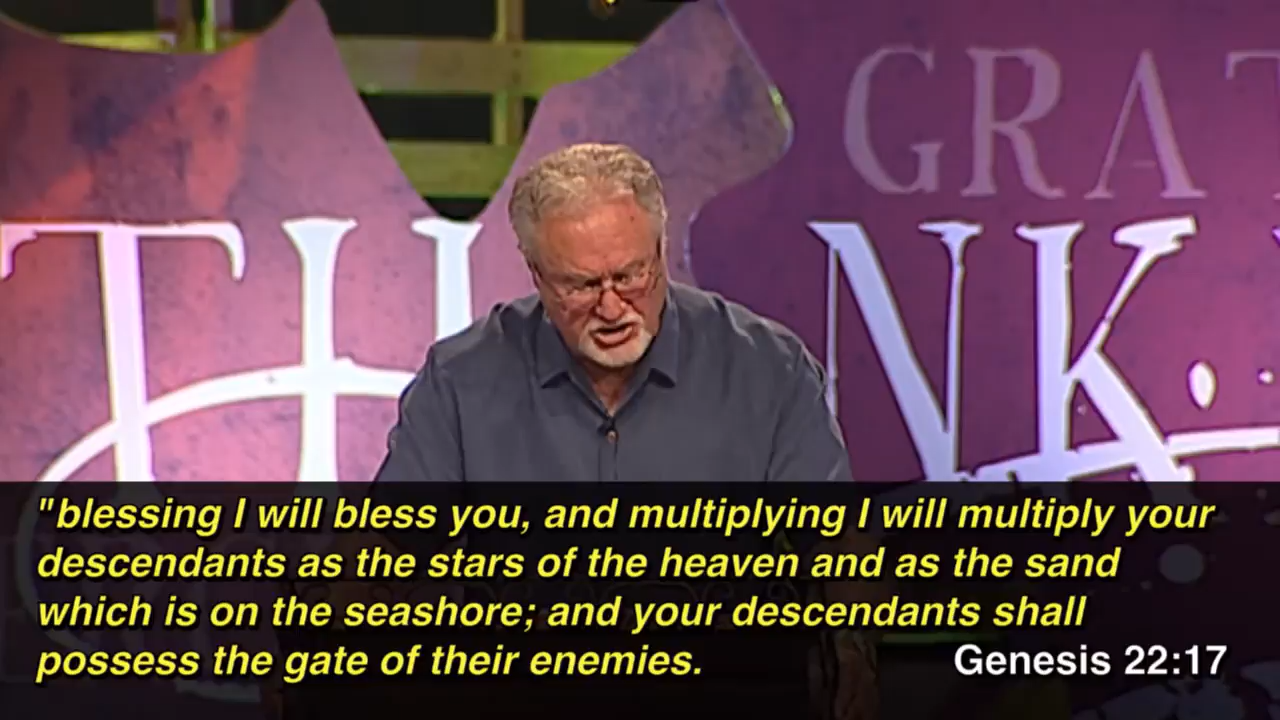 GRAT
THANK
"blessing I will bless you, and multiplying I will multiply your
descendants as the stars of the heaven and as the sand
which is on the seashore; and your descendants shall
possess the gate of their enemies.
Genesis 22:17